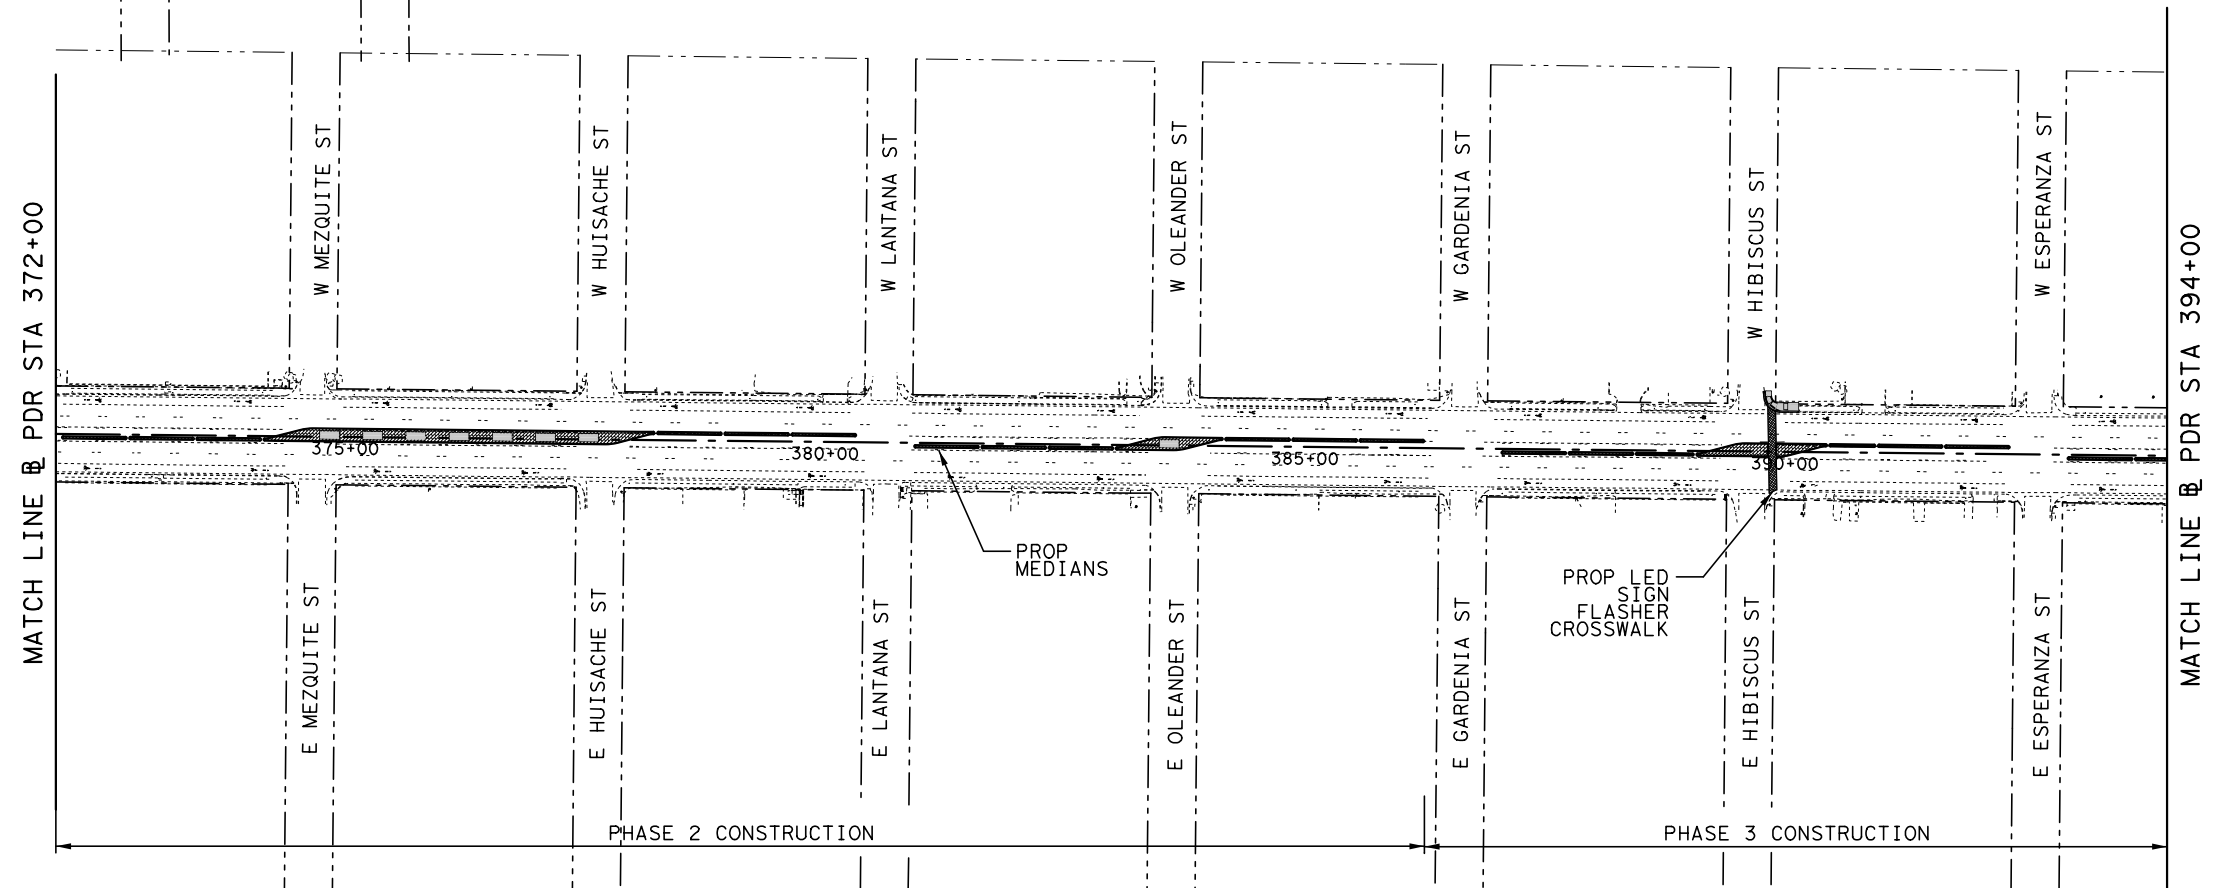 MATCH LINE ℄ PDR STA 372+00
W MEZQUITE ST
W HUISACHE ST
W LANTANA ST
W OLEANDER ST
W GARDENIA ST
W HIBISCUS ST
W ESPERANZA ST
MATCH LINE ℄ PDR STA 394+00
375+00
380+00
385+00
390+00
PROP
MEDIANS
PROP LED
SIGN
FLASHER
CROSSWALK
E MEZQUITE ST
E HUISACHE ST
E LANTANA ST
E OLEANDER ST
E GARDENIA ST
E HIBISCUS ST
E ESPERANZA ST
PHASE 2 CONSTRUCTION
PHASE 3 CONSTRUCTION